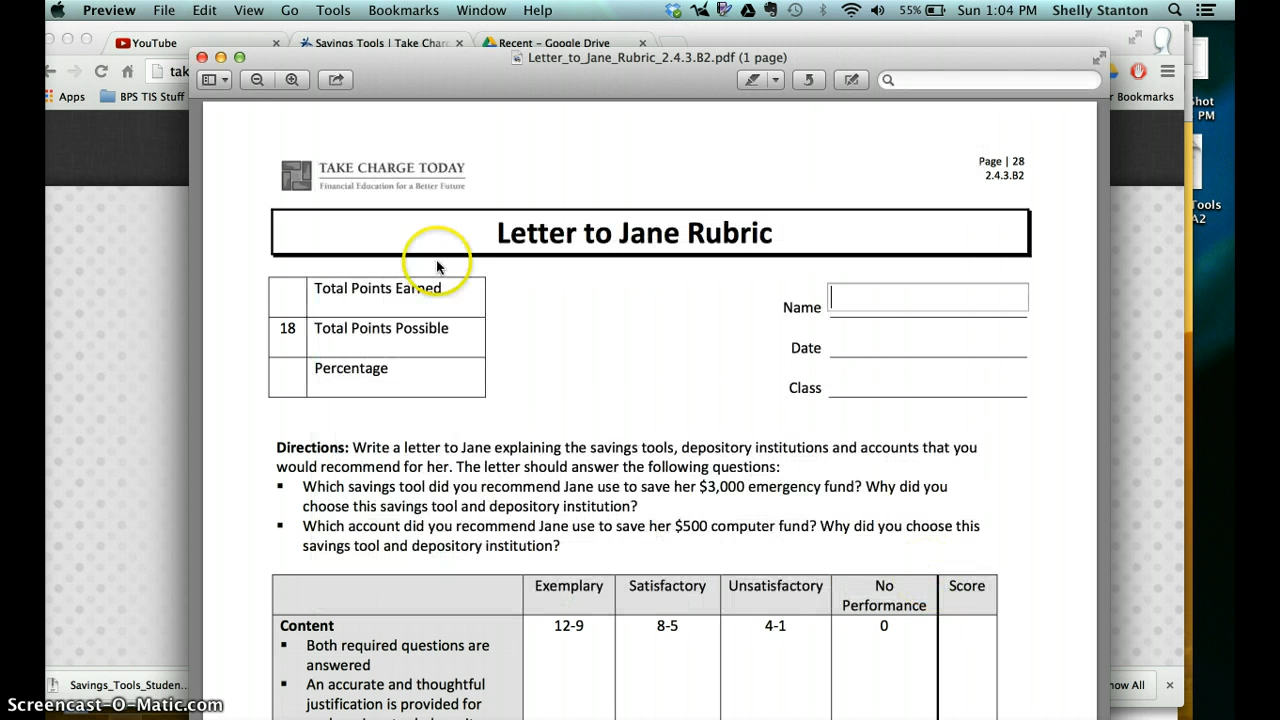 Preview File Edit View Go Tools Bookmarks Window Help 55% Sun 1:04 PM Shelly Stanton
YouTube Savings Tools | Take Char Recent - Google Drive
Letter_to_Jane_Rubric_2.4.3.B2.pdf (1 page)
tak
Apps BPS TIS Stuff r Bookmarks
Shot
PM
TAKE CHARGE TODAY
Financial Education for a Better Future
Page | 28
2.4.3.B2
Tools
A2
Letter to Jane Rubric
Total Points Earned
18 Total Points Possible
Percentage
Name
Date
Class
Directions: Write a letter to Jane explaining the savings tools, depository institutions and accounts that you
would recommend for her. The letter should answer the following questions:
▪ Which savings tool did you recommend Jane use to save her $3,000 emergency fund? Why did you
choose this savings tool and depository institution?
▪ Which account did you recommend Jane use to save her $500 computer fund? Why did you choose this
savings tool and depository institution?
Exemplary Satisfactory Unsatisfactory No
Performance Score
Content 12-9 8-5 4-1 0
▪ Both required questions are
answered
▪ An accurate and thoughtful
justification is provided for
Savings_Tools_Studen... how All
Screencast-O-Matic.com